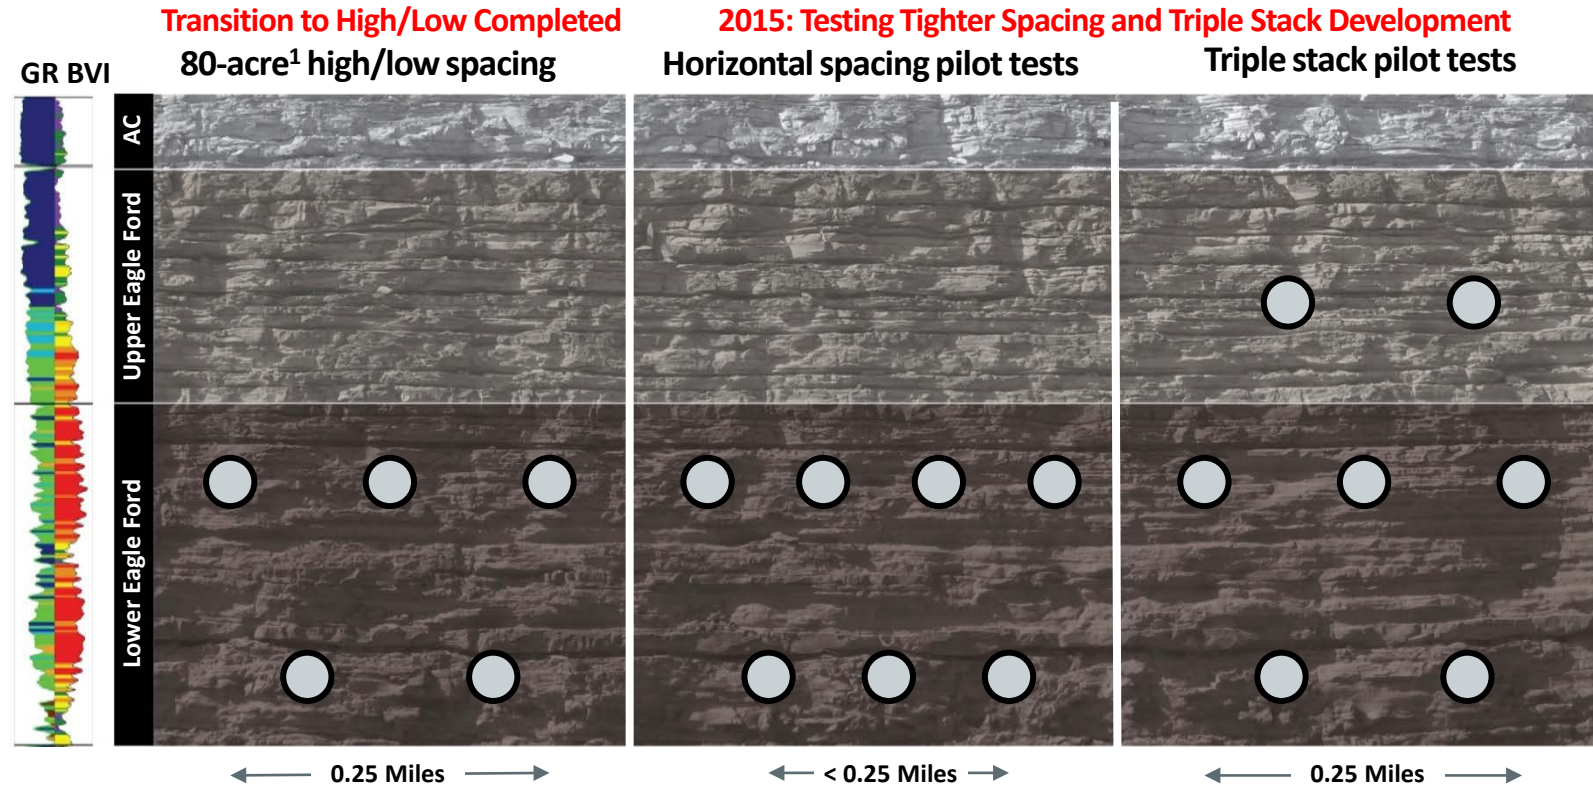 Transition to High/Low Completed
2015: Testing Tighter Spacing and Triple Stack Development
GR BVI
80-acre¹ high/low spacing
Horizontal spacing pilot tests
Triple stack pilot tests
AC
Upper Eagle Ford
Lower Eagle Ford
0.25 Miles
< 0.25 Miles
0.25 Miles